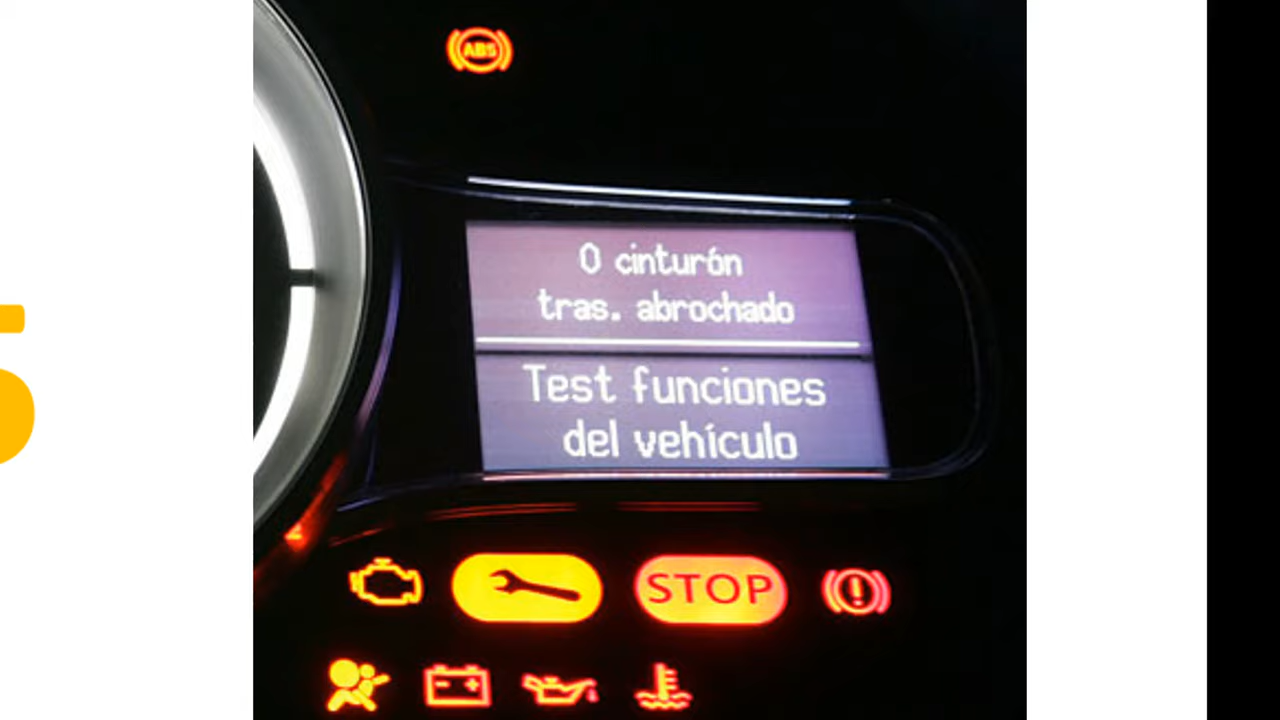 ABS
0 cinturón
tras. abrochado
Test funciones
del vehículo
STOP